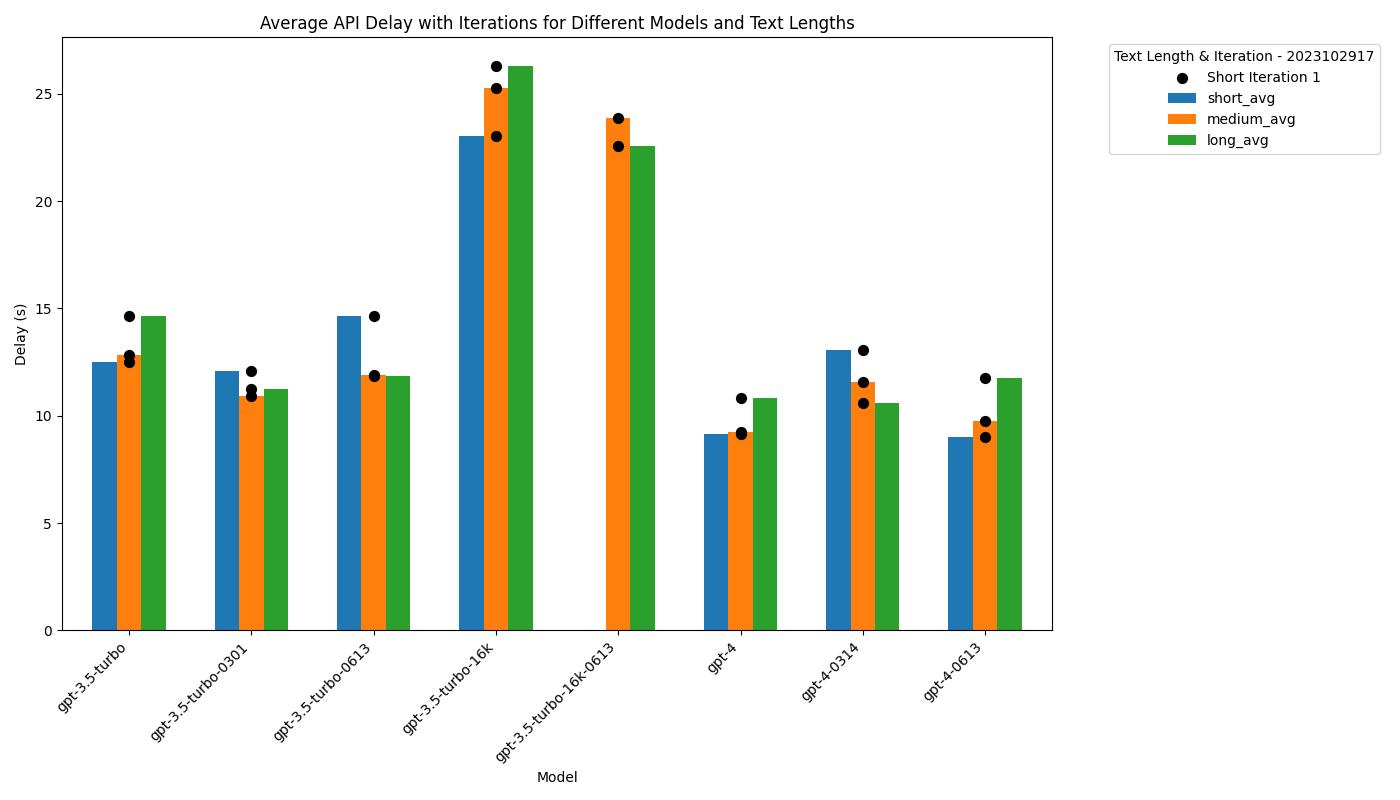 Average API Delay with Iterations for Different Models and Text Lengths
Text Length & Iteration - 2023102917
Short Iteration 1
short_avg
medium_avg
long_avg
Delay (s)
25
20
15
10
5
0
gpt-3.5-turbo
gpt-3.5-turbo-0301
gpt-3.5-turbo-0613
gpt-3.5-turbo-16k
gpt-3.5-turbo-16k-0613
gpt-4
gpt-4-0314
gpt-4-0613
Model